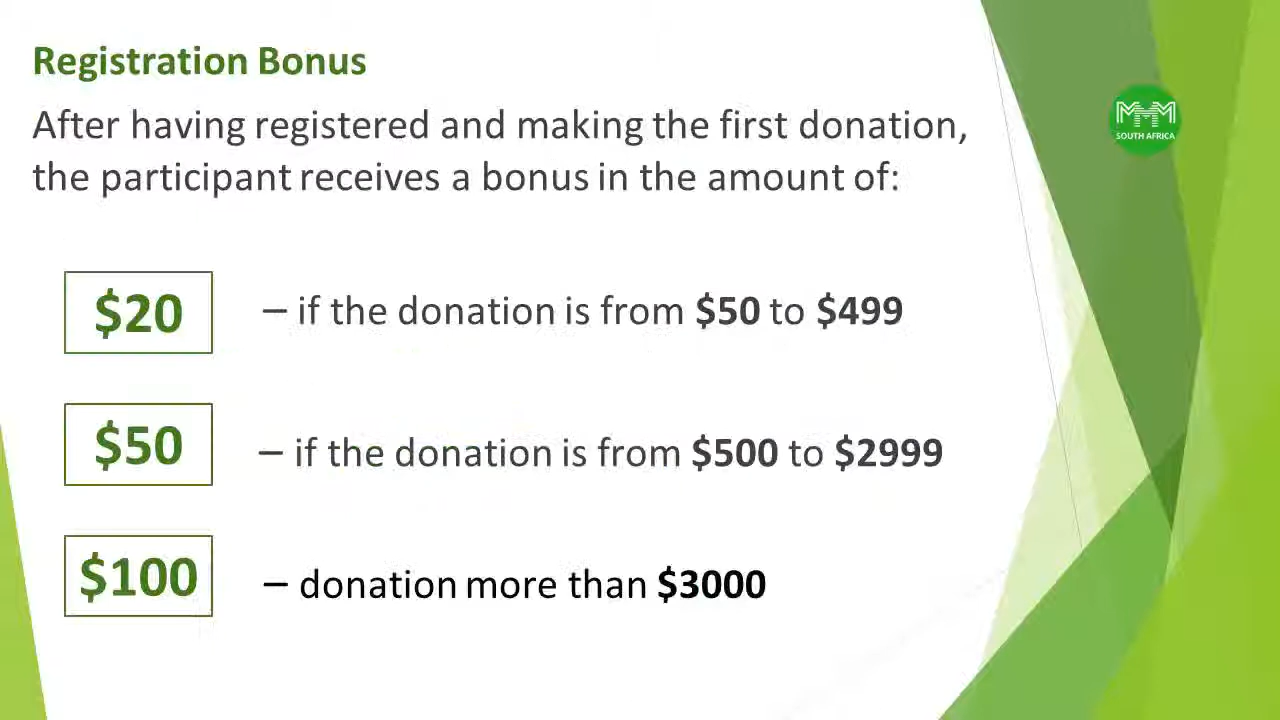 Registration Bonus
After having registered and making the first donation,
the participant receives a bonus in the amount of:
MMM
SOUTH AFRICA
$20 – if the donation is from $50 to $499
$50 – if the donation is from $500 to $2999
$100 – donation more than $3000